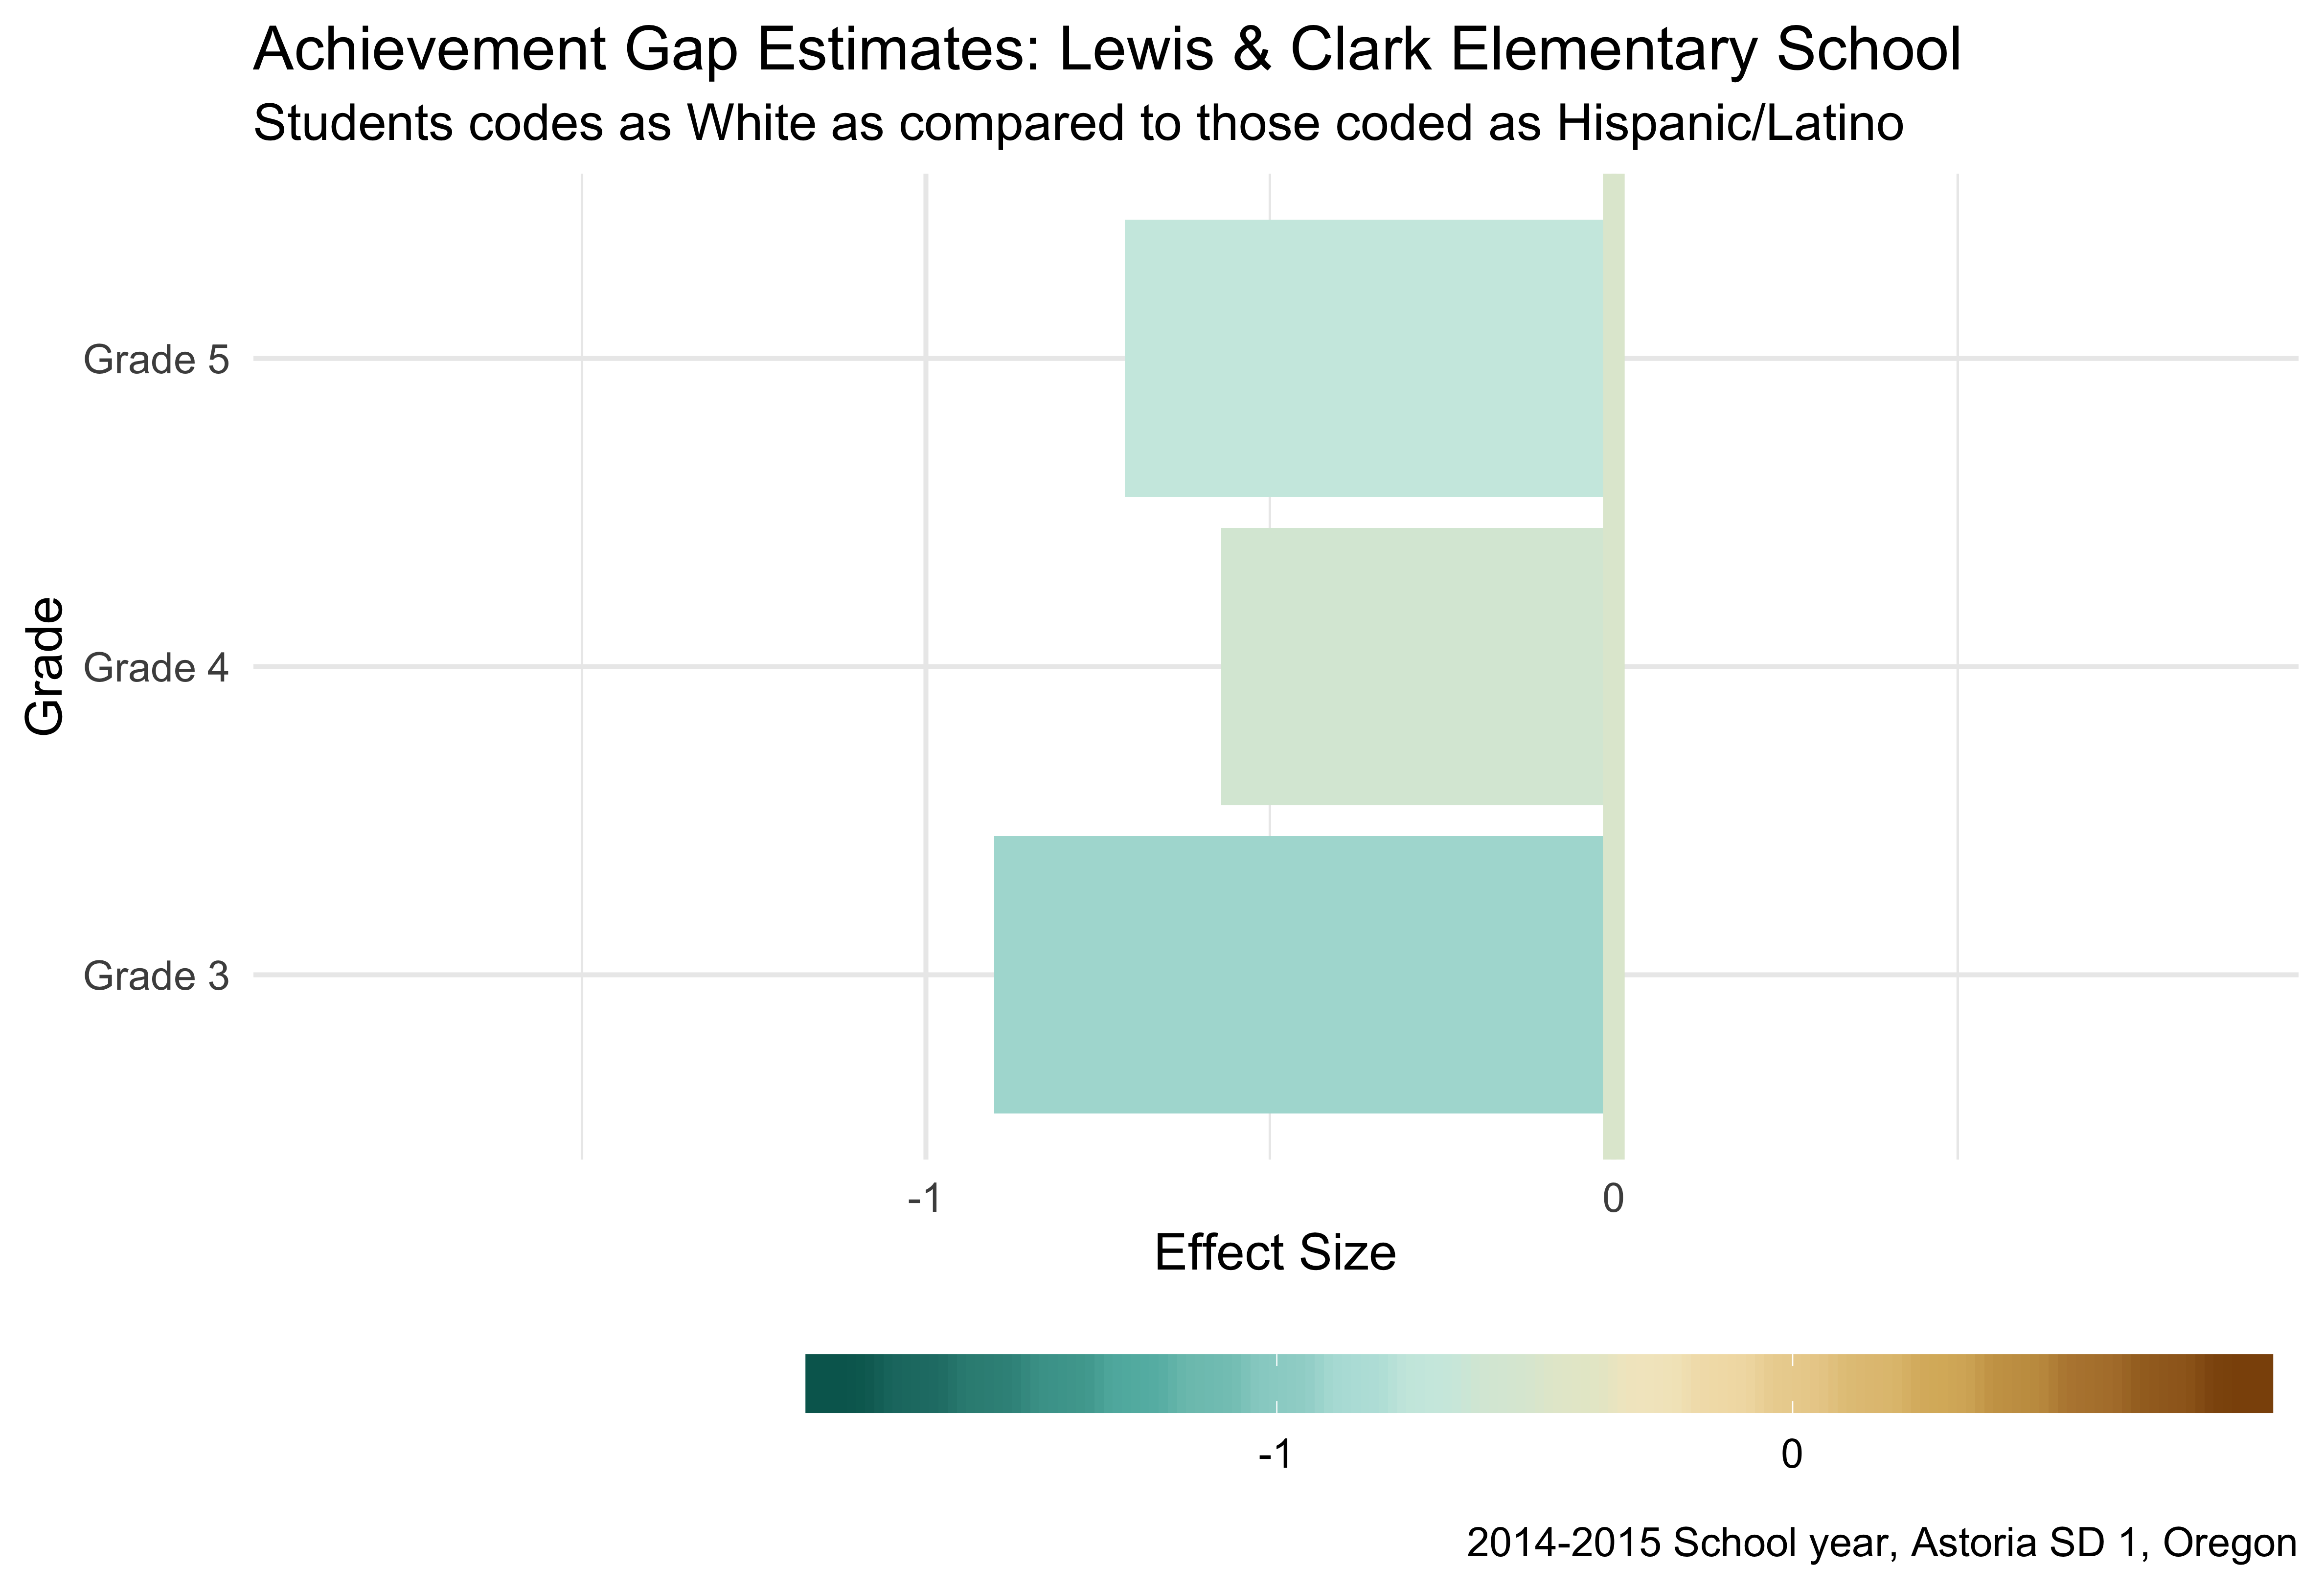 Achievement Gap Estimates: Lewis & Clark Elementary School
Students codes as White as compared to those coded as Hispanic/Latino
Grade
Grade 5
Grade 4
Grade 3
-1 0
Effect Size
-1 0
2014-2015 School year, Astoria SD 1, Oregon